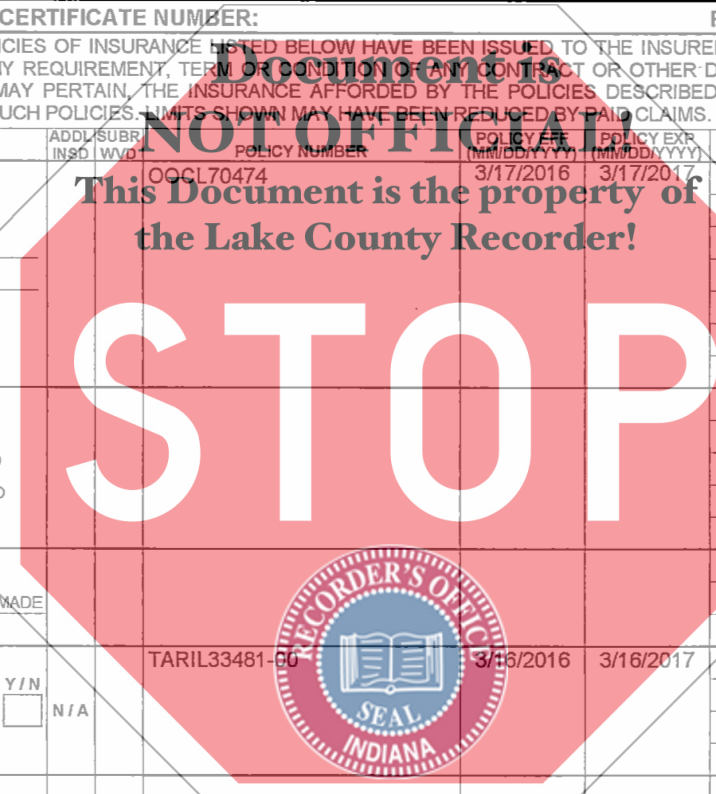 CERTIFICATE NUMBER:
CIES OF INSURANCE LISTED BELOW HAVE BEEN ISSUED TO THE INSURE
NY REQUIREMENT, TERM OR CONDITION OF ANY CONTRACT OR OTHER D
MAY PERTAIN, THE INSURANCE AFFORDED BY THE POLICIES DESCRIBED
UCH POLICIES. LIMITS SHOWN MAY HAVE BEEN REDUCED BY PAID CLAIMS.
Document is
NOT OFFICIAL!
This Document is the property of
the Lake County Recorder!
ADDL SUBR POLICY NUMBER POLICY EFF POLICY EXP
INSD WVD (MM/DD/YYYY) (MM/DD/YYYY)
OOCL70474 3/17/2016 3/17/2017
STOP
MADE
TARIL33481-00 3/16/2016 3/16/2017
Y / N
N / A
RECORDER'S OFFICE
SEAL
INDIANA